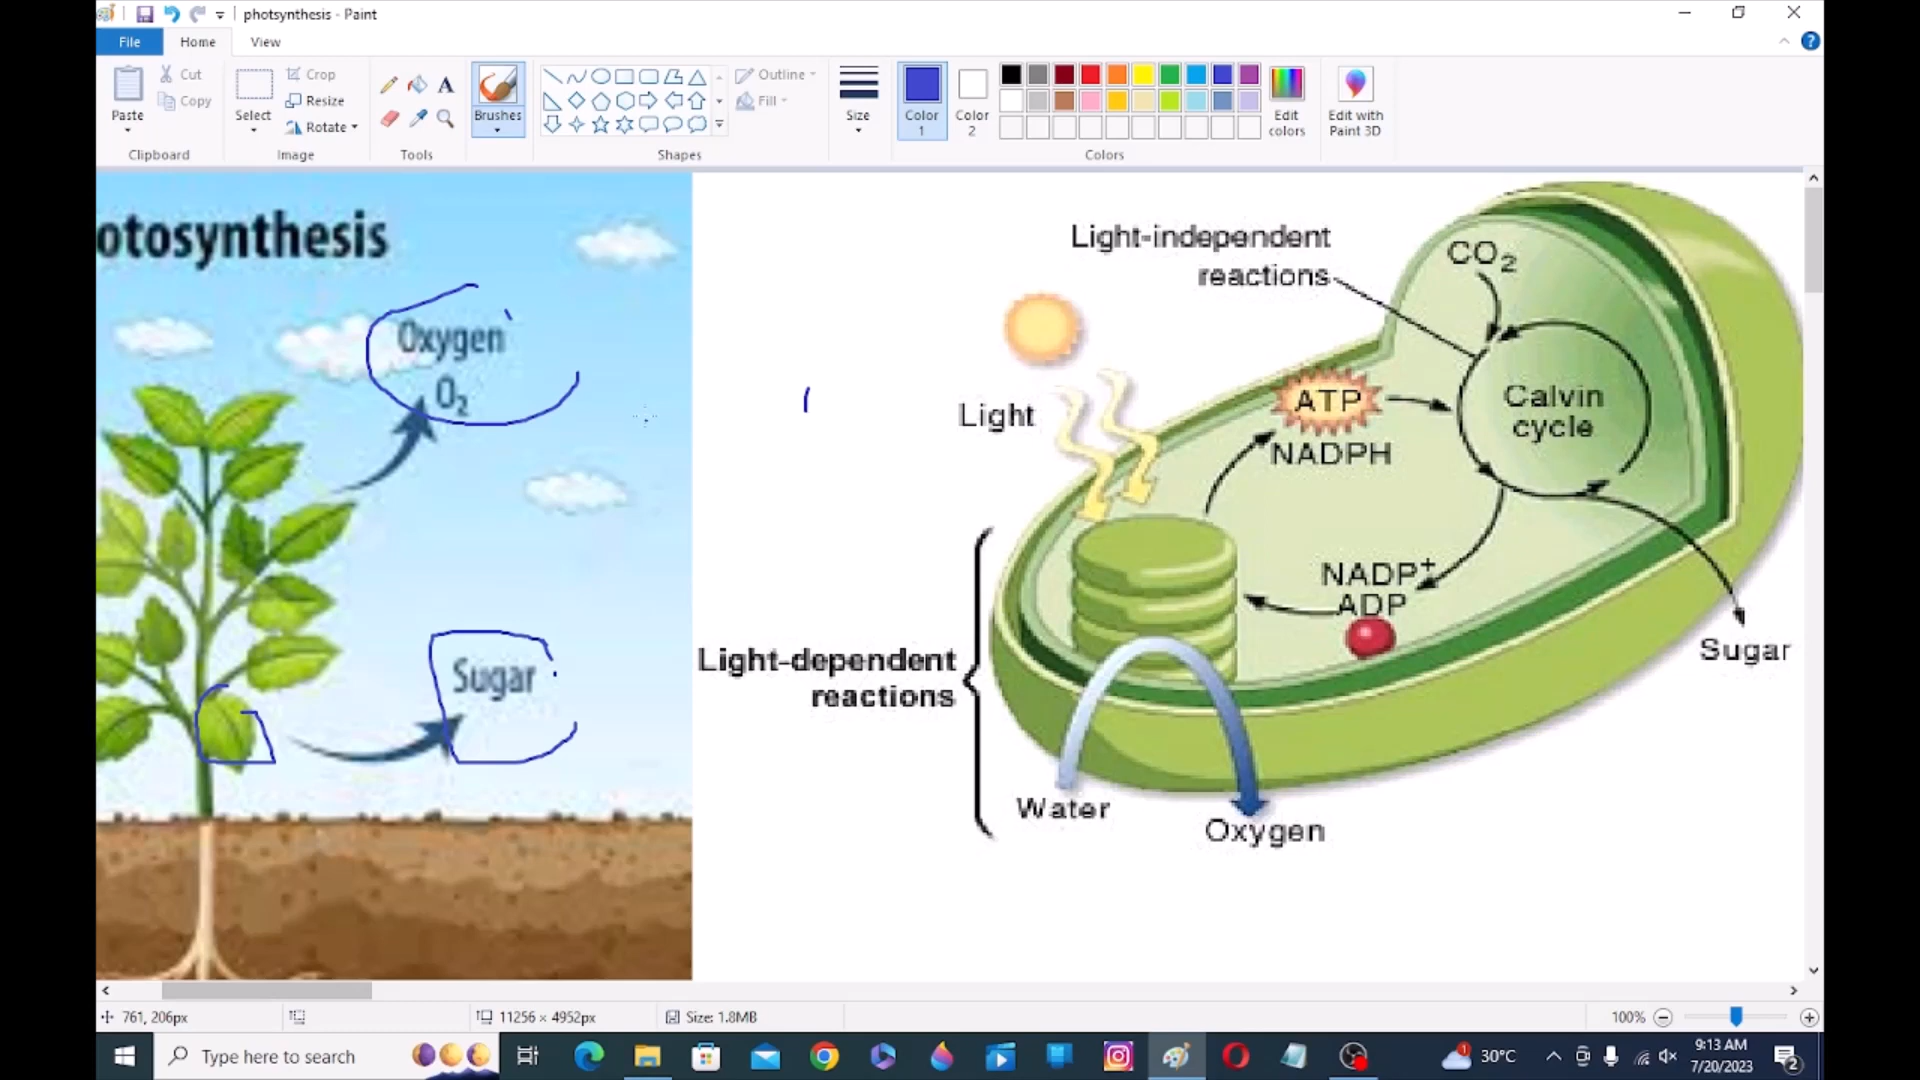 photsynthesis - Paint
File Home View
Paste
Cut
Copy
Clipboard
Select
Crop
Resize
Rotate
Image
A
Tools
Brushes
Outline
Fill
Shapes
Size
Color 1
Color 2
Edit colors
Colors
Edit with Paint 3D
otosynthesis
Oxygen
O2
Sugar
Light-independent
reactions
CO2
Light
ATP
NADPH
Calvin
cycle
NADP+
ADP
Sugar
Light-dependent
reactions
Water
Oxygen
761, 206px
11256 × 4952px
Size: 1.8MB
100%
Type here to search
30°C
9:13 AM
7/20/2023
2